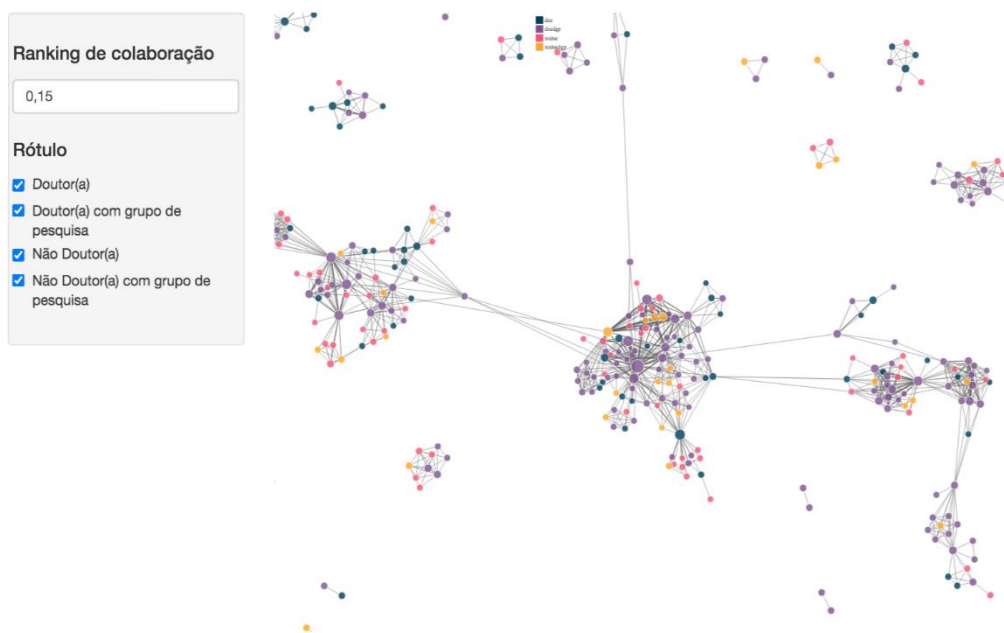 Ranking de colaboração
0,15
Rótulo
Doutor(a)
Doutor(a) com grupo de
pesquisa
Não Doutor(a)
Não Doutor(a) com grupo de
pesquisa